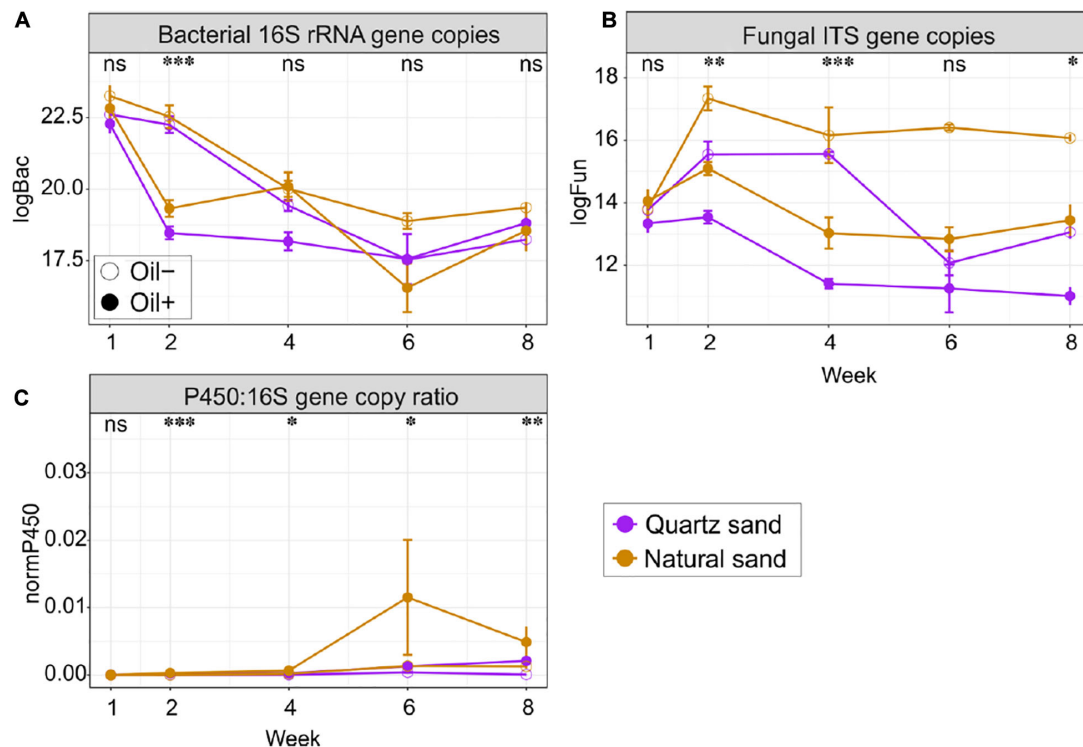 A
Bacterial 16S rRNA gene copies
ns *** ns ns ns
logBac
22.5
20.0
17.5
Oil−
Oil+
1 2 4 6 8
B
Fungal ITS gene copies
ns ** *** ns *
logFun
18
16
14
12
1 2 4 6 8
Week
C
P450:16S gene copy ratio
ns *** * * **
normP450
0.03
0.02
0.01
0.00
1 2 4 6 8
Week
Quartz sand
Natural sand